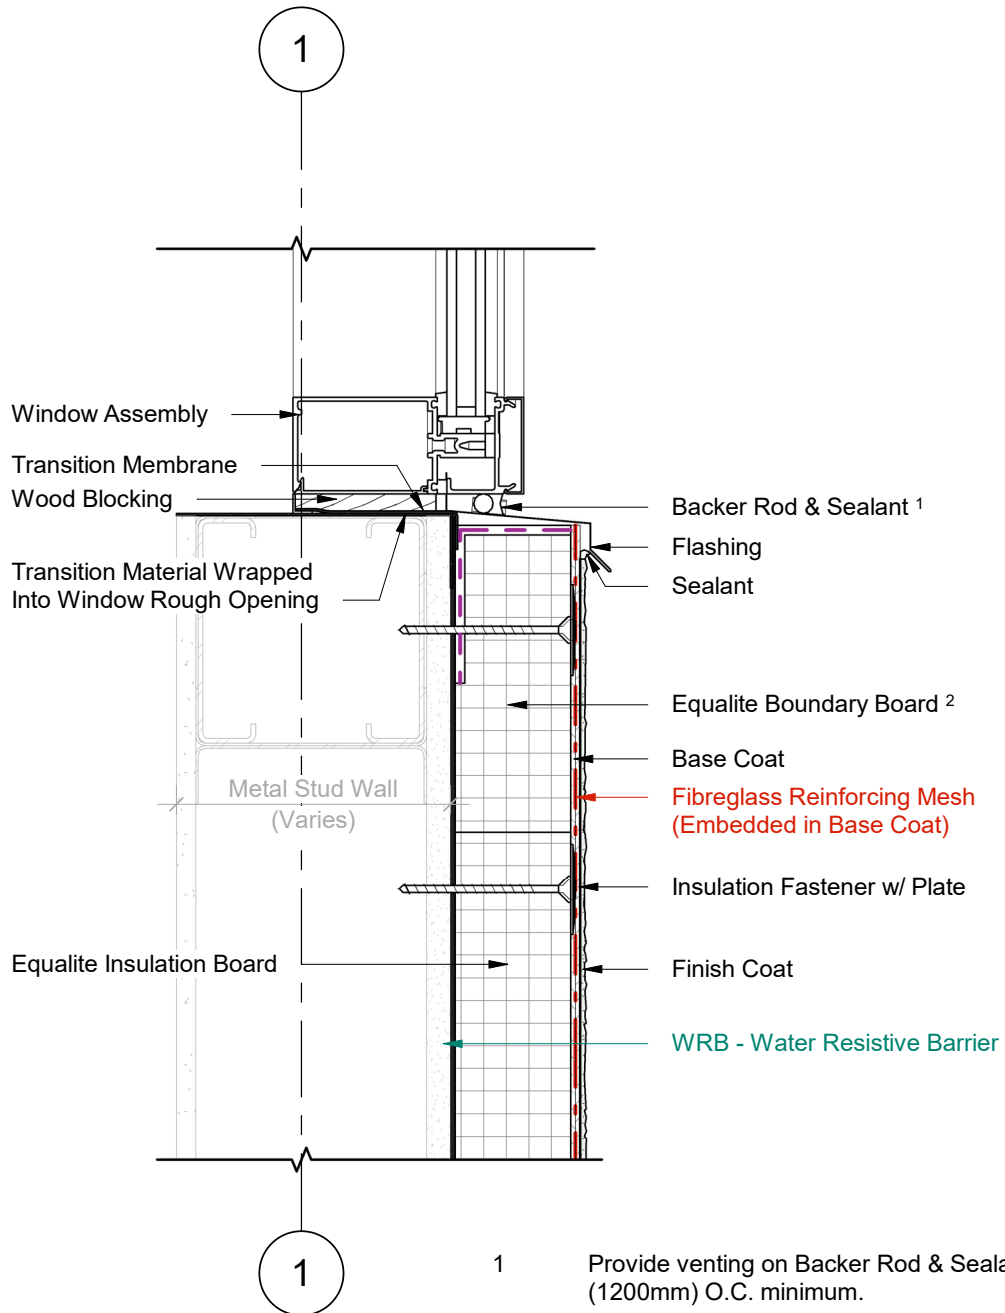 1
Window Assembly
Transition Membrane
Wood Blocking
Backer Rod & Sealant ¹
Flashing
Transition Material Wrapped
Into Window Rough Opening
Sealant
Equalite Boundary Board ²
Base Coat
Metal Stud Wall
(Varies)
Fibreglass Reinforcing Mesh
(Embedded in Base Coat)
Insulation Fastener w/ Plate
Equalite Insulation Board
Finish Coat
WRB - Water Resistive Barrier
1
1 Provide venting on Backer Rod &
(1200mm) O.C. minimum.